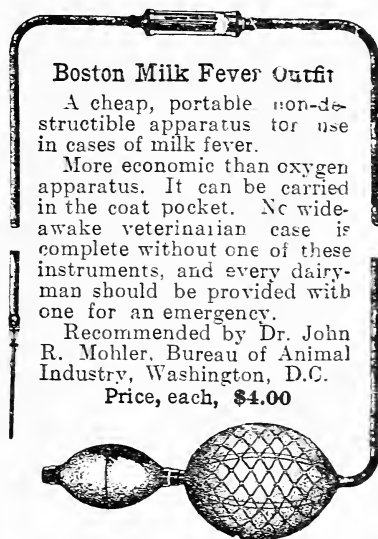 Boston Milk Fever Outfit
A cheap, portable non-de-
structible apparatus for use
in cases of milk fever.
More economic than oxygen
apparatus. It can be carried
in the coat pocket. No wide-
awake veterinarian case is
complete without one of these
instruments, and every dairy-
man should be provided with
one for an emergency.
Recommended by Dr. John
R. Mohler, Bureau of Animal
Industry, Washington, D.C.
Price, each, $4.00